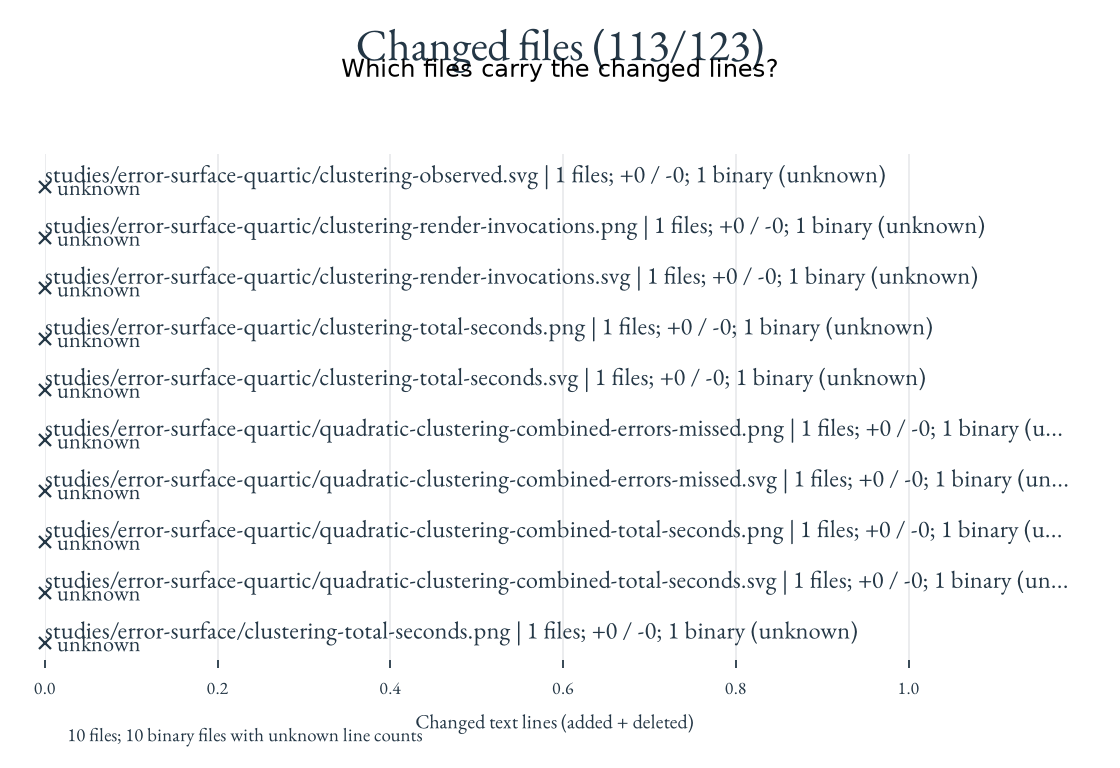 Changed files (113/123)
Which files carry the changed lines?
studies/error-surface-quartic/clustering-observed.svg | 1 files; +0 / -0; 1 binary (unknown)
unknown
studies/error-surface-quartic/clustering-render-invocations.png | 1 files; +0 / -0; 1 binary (unknown)
unknown
studies/error-surface-quartic/clustering-render-invocations.svg | 1 files; +0 / -0; 1 binary (unknown)
unknown
studies/error-surface-quartic/clustering-total-seconds.png | 1 files; +0 / -0; 1 binary (unknown)
unknown
studies/error-surface-quartic/clustering-total-seconds.svg | 1 files; +0 / -0; 1 binary (unknown)
unknown
studies/error-surface-quartic/quadratic-clustering-combined-errors-missed.png | 1 files; +0 / -0; 1 binary (u...
unknown
studies/error-surface-quartic/quadratic-clustering-combined-errors-missed.svg | 1 files; +0 / -0; 1 binary (un...
unknown
studies/error-surface-quartic/quadratic-clustering-combined-total-seconds.png | 1 files; +0 / -0; 1 binary (u...
unknown
studies/error-surface-quartic/quadratic-clustering-combined-total-seconds.svg | 1 files; +0 / -0; 1 binary (un...
unknown
studies/error-surface/clustering-total-seconds.png | 1 files; +0 / -0; 1 binary (unknown)
unknown
0.0 0.2 0.4 0.6 0.8 1.0
Changed text lines (added + deleted)
10 files; 10 binary files with unknown line counts